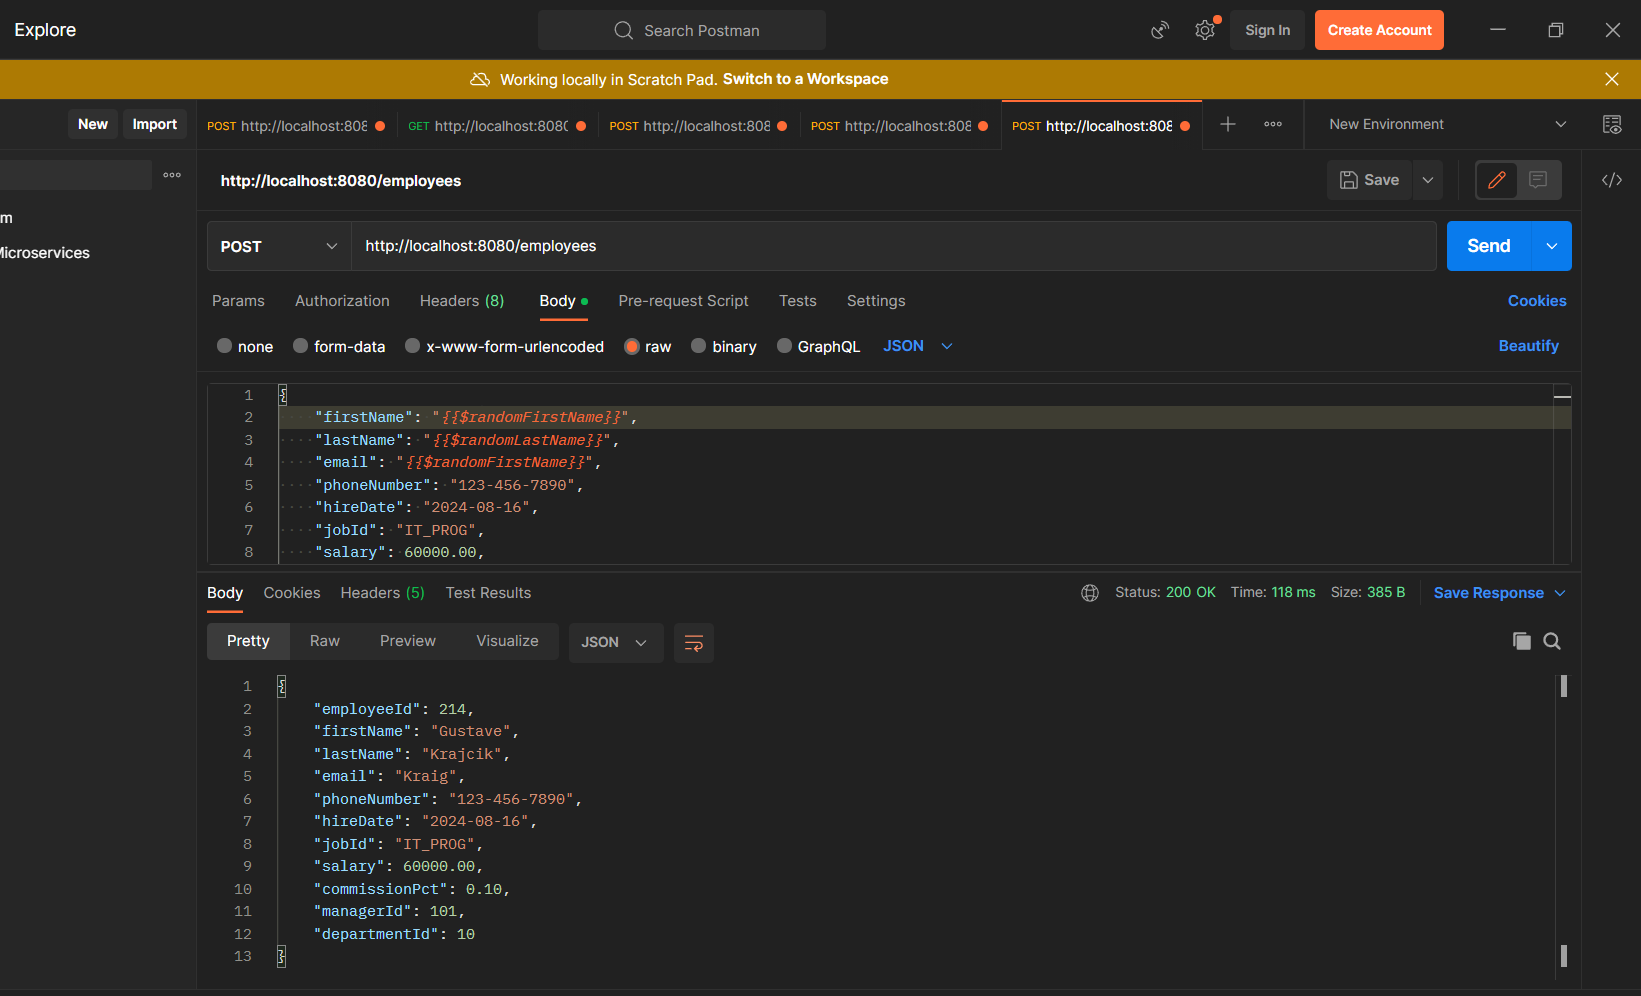 Explore
Search Postman
Sign In
Create Account
Working locally in Scratch Pad. Switch to a Workspace
New
Import
POST http://localhost:808
GET http://localhost:8080
POST http://localhost:808
POST http://localhost:808
POST http://localhost:808
New Environment
http://localhost:8080/employees
Save
m
Microservices
POST
http://localhost:8080/employees
Send
Params
Authorization
Headers (8)
Body
Pre-request Script
Tests
Settings
Cookies
none
form-data
x-www-form-urlencoded
raw
binary
GraphQL
JSON
Beautify
1 {
2 "firstName": "{{$randomFirstName}}",
3 "lastName": "{{$randomLastName}}",
4 "email": "{{$randomFirstName}}",
5 "phoneNumber": "123-456-7890",
6 "hireDate": "2024-08-16",
7 "jobId": "IT_PROG",
8 "salary": 60000.00,
Body
Cookies
Headers (5)
Test Results
Status: 200 OK
Time: 118 ms
Size: 385 B
Save Response
Pretty
Raw
Preview
Visualize
JSON
1 {
2 "employeeId": 214,
3 "firstName": "Gustave",
4 "lastName": "Krajcik",
5 "email": "Kraig",
6 "phoneNumber": "123-456-7890",
7 "hireDate": "2024-08-16",
8 "jobId": "IT_PROG",
9 "salary": 60000.00,
10 "commissionPct": 0.10,
11 "managerId": 101,
12 "departmentId": 10
13 }